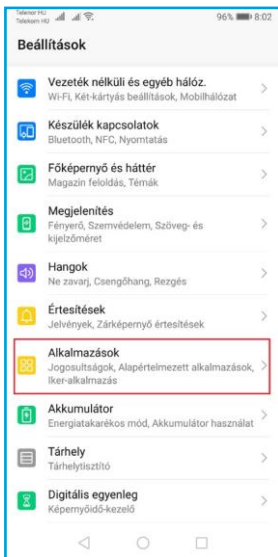 Telenor HU
Telekom HU
96% 8:02
Beállítások
Vezeték nélküli és egyéb hálóz.
Wi-Fi, Két-kártyás beállítások, Mobilhálózat
Készülék kapcsolatok
Bluetooth, NFC, Nyomtatás
Főképernyő és háttér
Magazin feloldás, Témák
Megjelenítés
Fényerő, Szemvédelem, Szöveg- és
kijelzőméret
Hangok
Ne zavarj, Csengőhang, Rezgés
Értesítések
Jelvények, Zárképernyő értesítések
Alkalmazások
Jogosultságok, Alapértelmezett alkalmazások,
Iker-alkalmazás
Akkumulátor
Energiatakarékos mód, Akkumulátor használat
Tárhely
Tárhelytisztító
Digitális egyenleg
Képernyőidő-kezelő